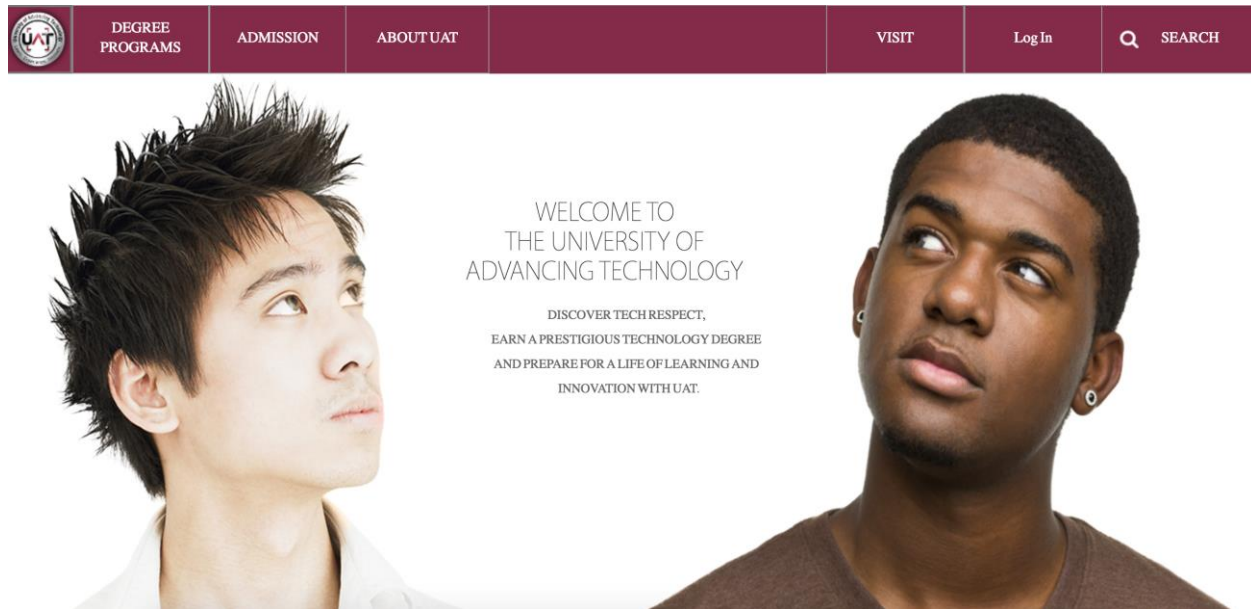 UAT
DEGREE
PROGRAMS
ADMISSION
ABOUT UAT
VISIT
Log In
SEARCH
WELCOME TO
THE UNIVERSITY OF
ADVANCING TECHNOLOGY
DISCOVER TECH RESPECT,
EARN A PRESTIGIOUS TECHNOLOGY DEGREE
AND PREPARE FOR A LIFE OF LEARNING AND
INNOVATION WITH UAT.